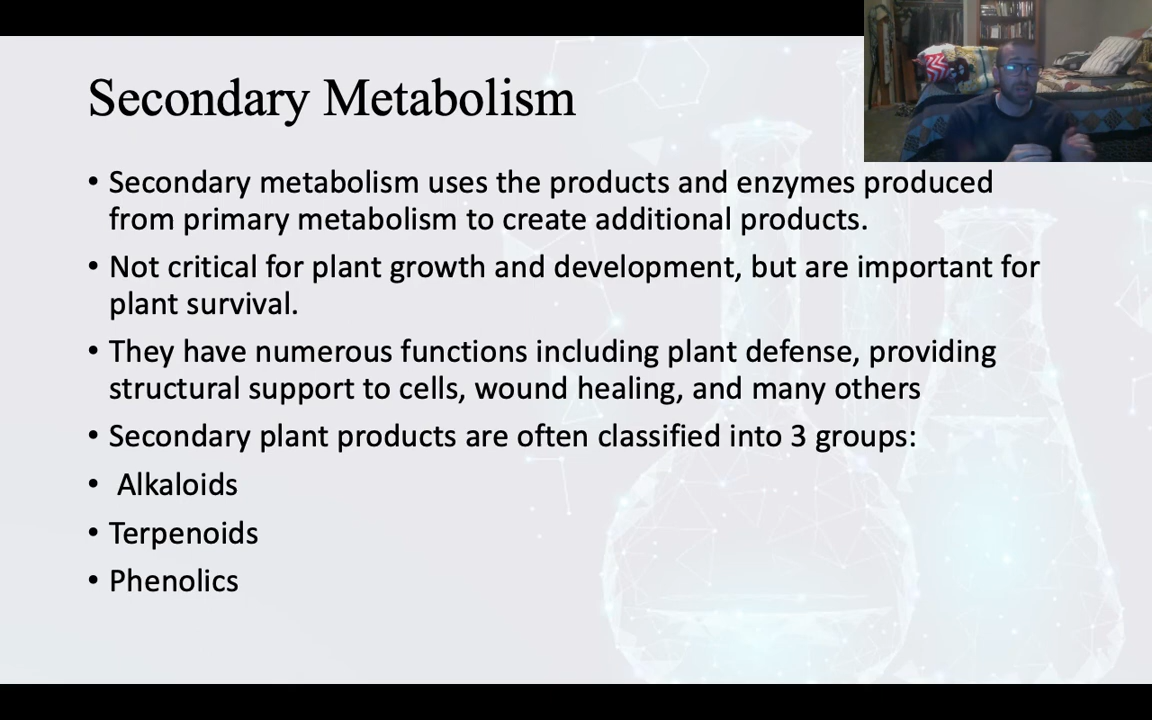 Secondary Metabolism
• Secondary metabolism uses the products and enzymes produced
from primary metabolism to create additional products.
• Not critical for plant growth and development, but are important for
plant survival.
• They have numerous functions including plant defense, providing
structural support to cells, wound healing, and many others
• Secondary plant products are often classified into 3 groups:
• Alkaloids
• Terpenoids
• Phenolics